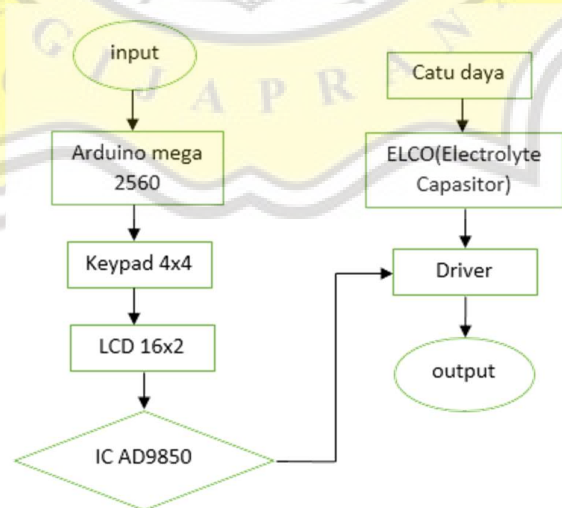 G I J A P R A N
input
Arduino mega
2560
Keypad 4x4
LCD 16x2
IC AD9850
Catu daya
ELCO(Electrolyte
Capasitor)
Driver
output